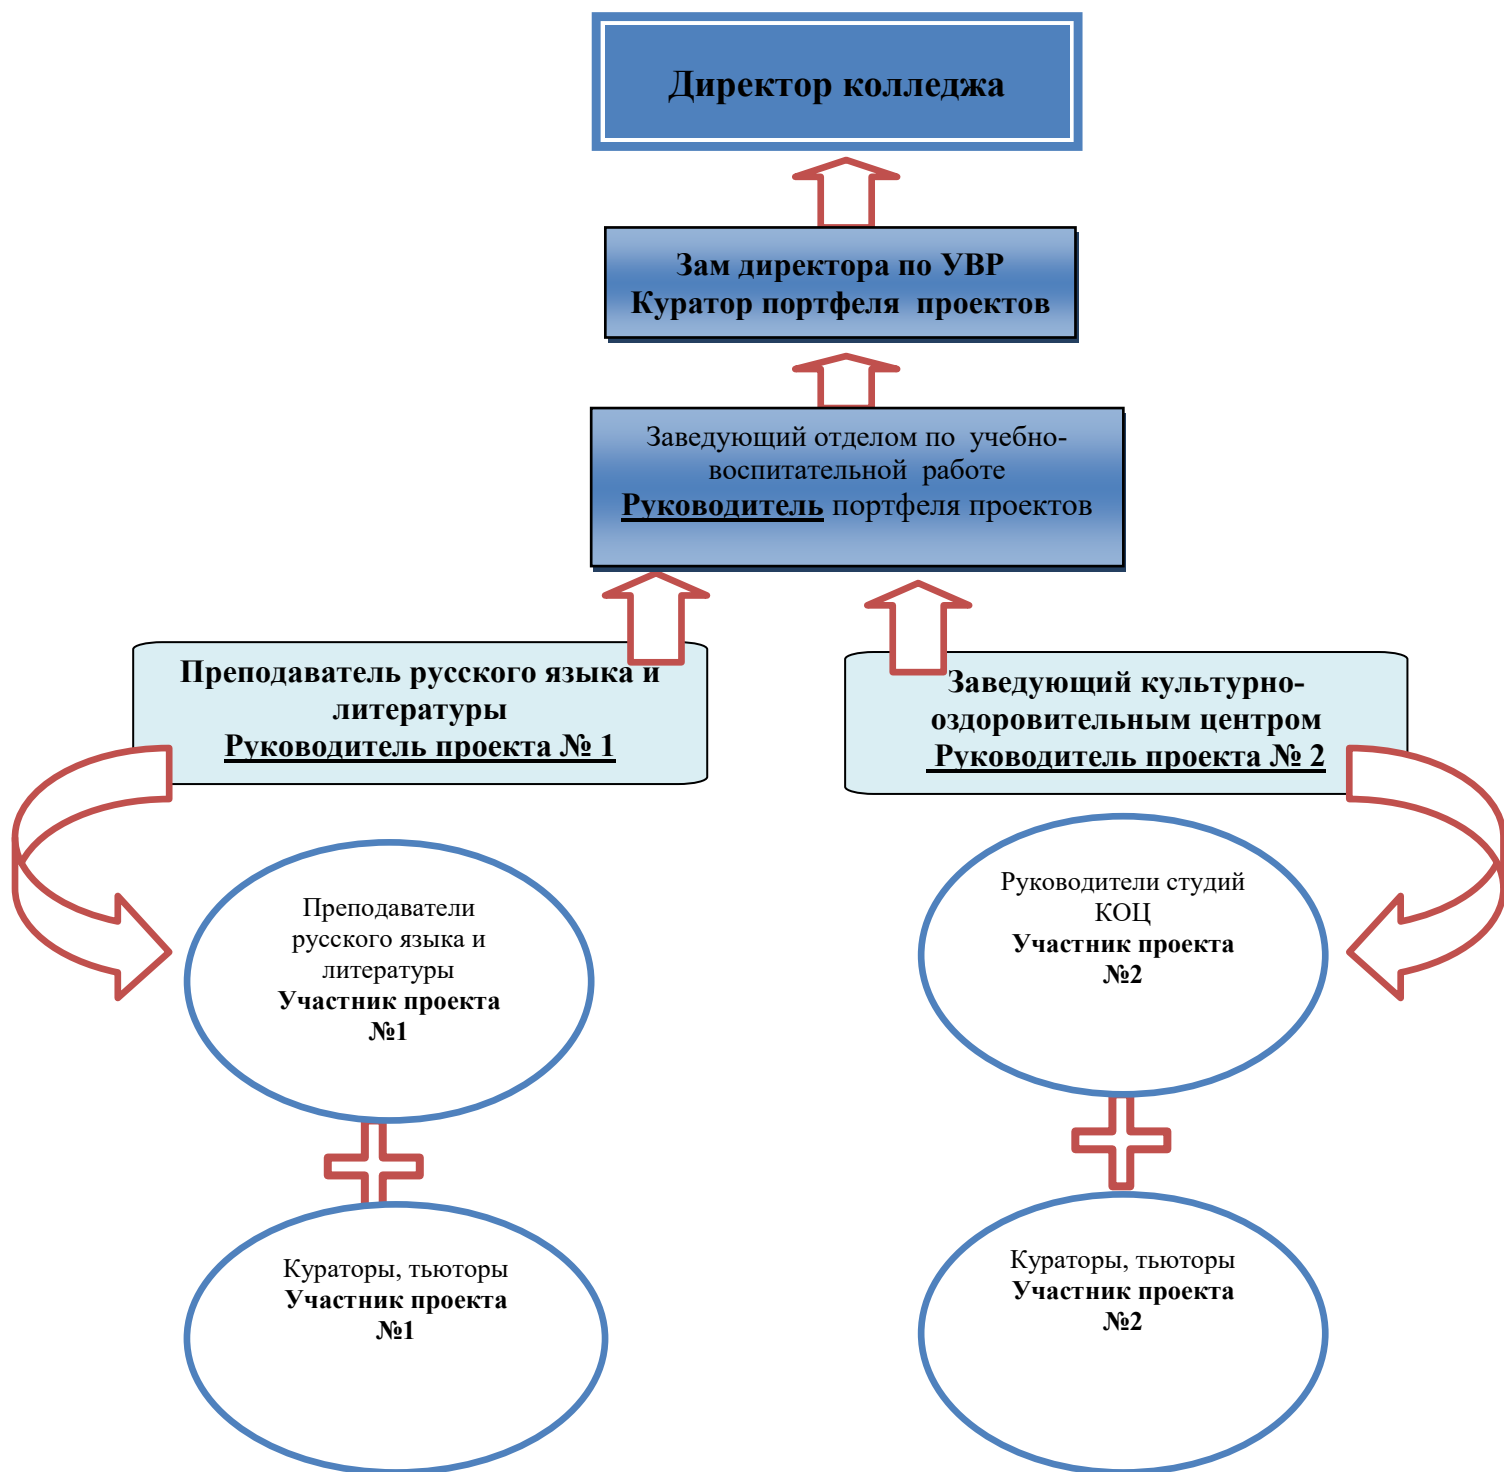 Директор колледжа
Зам директора по УВР
Куратор портфеля проектов
Заведующий отделом по учебно-
воспитательной работе
Руководитель портфеля проектов
Преподаватель русского языка и
литературы
Руководитель проекта № 1
Заведующий культурно-
оздоровительным центром
Руководитель проекта № 2
Преподаватели
русского языка и
литературы
Участник проекта
№1
Руководители студий
КОЦ
Участник проекта
№2
Кураторы, тьюторы
Участник проекта
№1
Кураторы, тьюторы
Участник проекта
№2